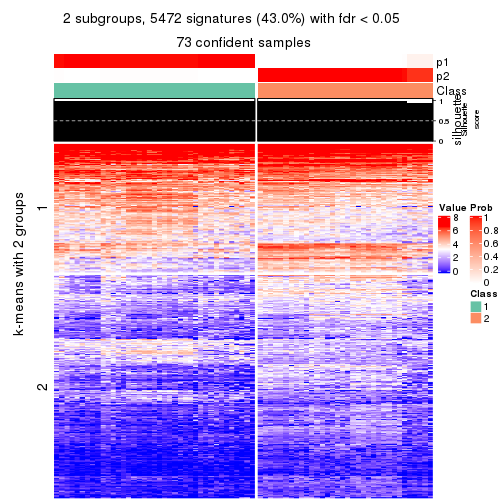 2 subgroups, 5472 signatures (43.0%) with fdr < 0.05
73 confident samples
p1
p2
Class
silhouette
Silhouette
score
1
0.5
0
k-means with 2 groups
1
2
Value
8
6
4
2
0
Prob
1
0.8
0.6
0.4
0.2
0
Class
1
2